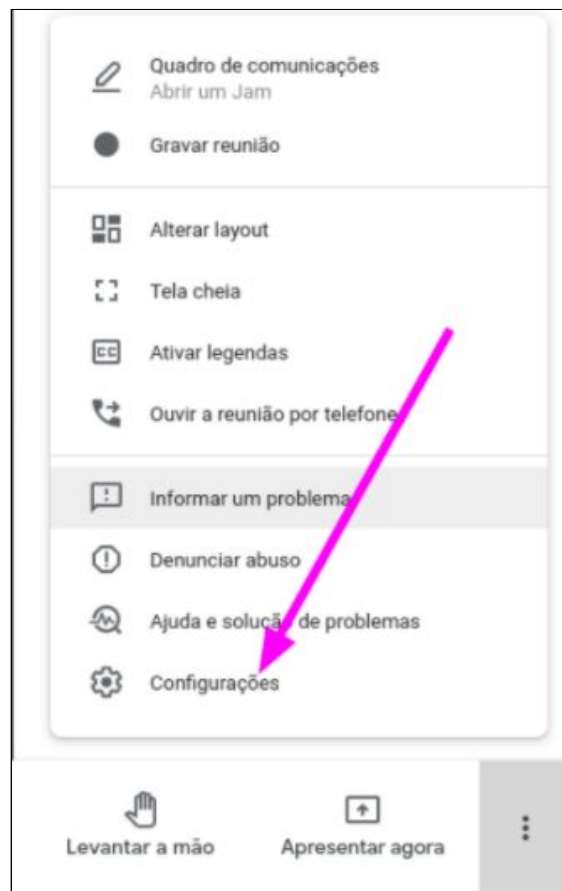 Quadro de comunicações
Abrir um Jam
Gravar reunião
Alterar layout
Tela cheia
Ativar legendas
Ouvir a reunião por telefone
Informar um problema
Denunciar abuso
Ajuda e solução de problemas
Configurações
Levantar a mão
Apresentar agora